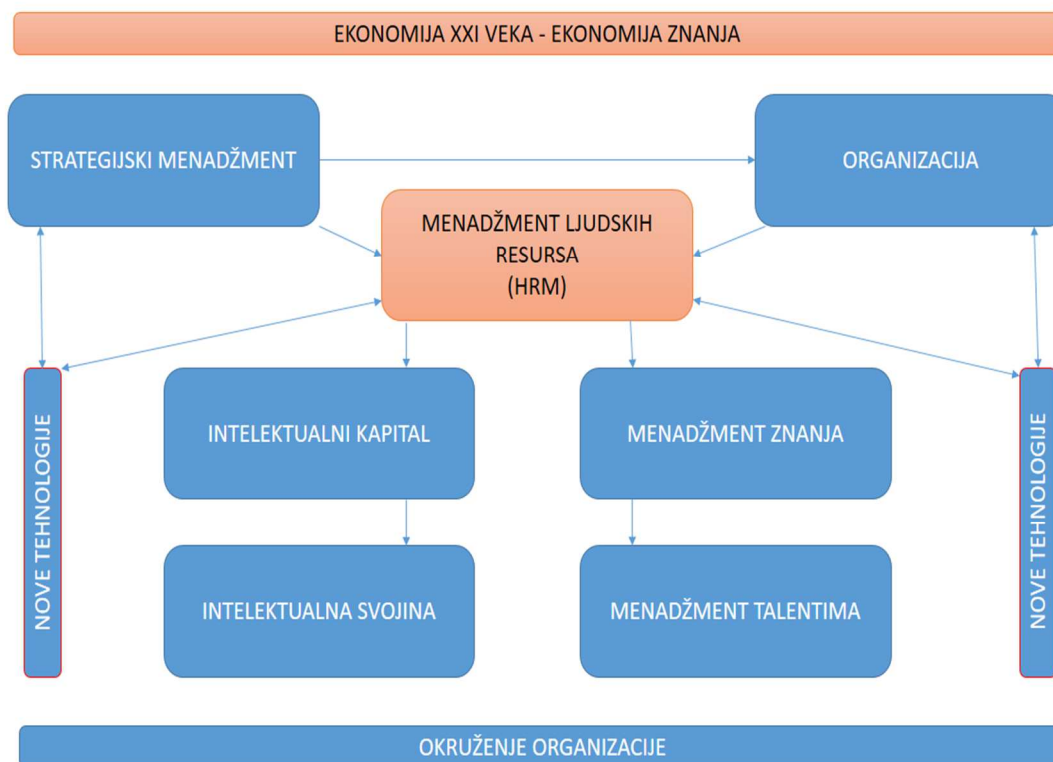 EKONOMIJA XXI VEKA - EKONOMIJA ZNANJA
STRATEGIJSKI MENADŽMENT
ORGANIZACIJA
MENADŽMENT LJUDSKIH
RESURSA
(HRM)
NOVE TEHNOLOGIJE
INTELEKTUALNI KAPITAL
MENADŽMENT ZNANJA
NOVE TEHNOLOGIJE
INTELEKTUALNA SVOJINA
MENADŽMENT TALENTIMA
OKRUŽENJE ORGANIZACIJE